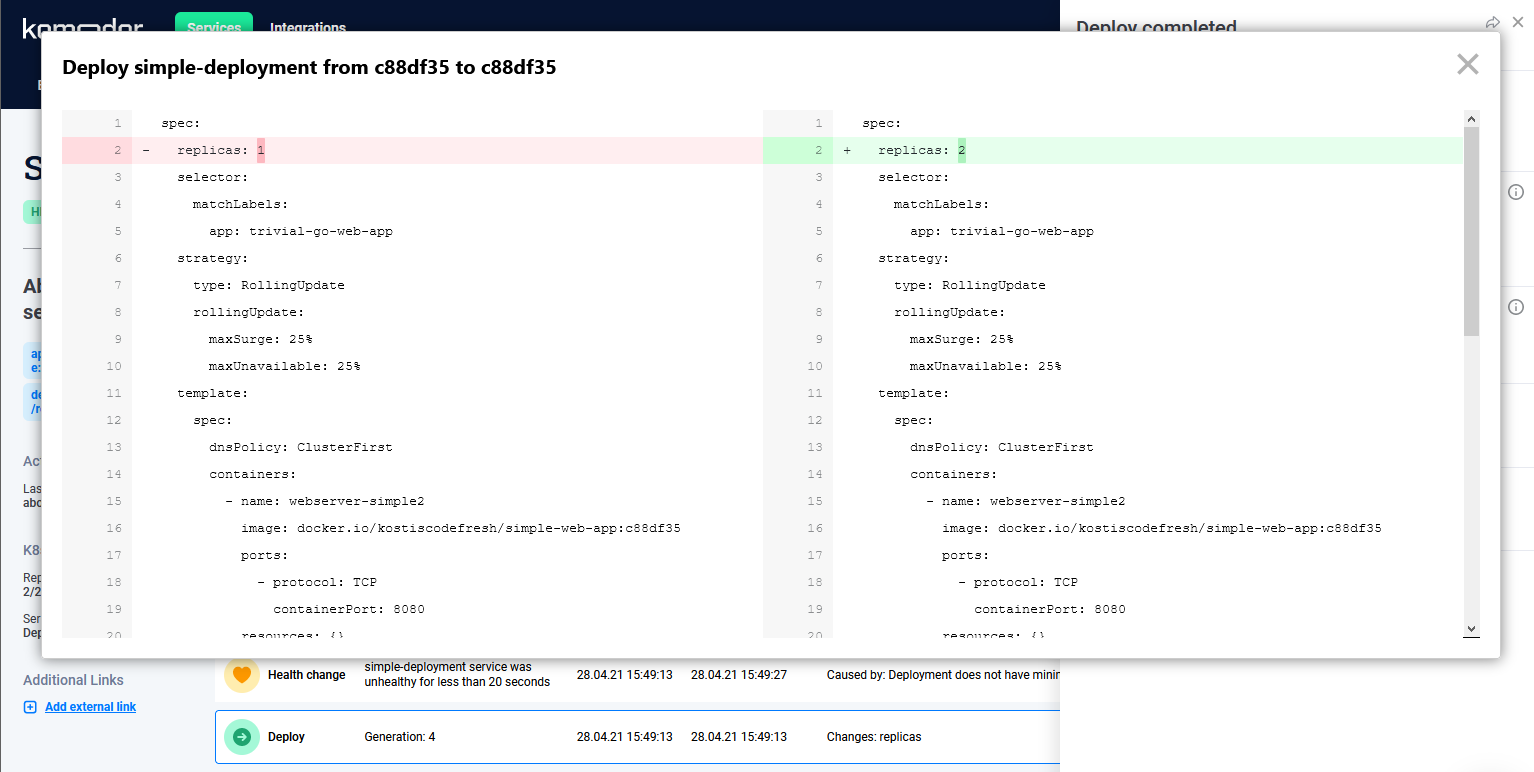 Services
Integrations
Deploy completed
Deploy simple-deployment from c88df35 to c88df35
1 spec:
2 - replicas: 1
3 selector:
4 matchLabels:
5 app: trivial-go-web-app
6 strategy:
7 type: RollingUpdate
8 rollingUpdate:
9 maxSurge: 25%
10 maxUnavailable: 25%
11 template:
12 spec:
13 dnsPolicy: ClusterFirst
14 containers:
15 - name: webserver-simple2
16 image: docker.io/kostiscodefresh/simple-web-app:c88df35
17 ports:
18 - protocol: TCP
19 containerPort: 8080
20 resources: {}
1 spec:
2 + replicas: 2
3 selector:
4 matchLabels:
5 app: trivial-go-web-app
6 strategy:
7 type: RollingUpdate
8 rollingUpdate:
9 maxSurge: 25%
10 maxUnavailable: 25%
11 template:
12 spec:
13 dnsPolicy: ClusterFirst
14 containers:
15 - name: webserver-simple2
16 image: docker.io/kostiscodefresh/simple-web-app:c88df35
17 ports:
18 - protocol: TCP
19 containerPort: 8080
20 resources: {}
2/2
Additional Links
Add external link
Health change
simple-deployment service was
unhealthy for less than 20 seconds
28.04.21 15:49:13
28.04.21 15:49:27
Caused by: Deployment does not have
Deploy
Generation: 4
28.04.21 15:49:13
28.04.21 15:49:13
Changes: replicas